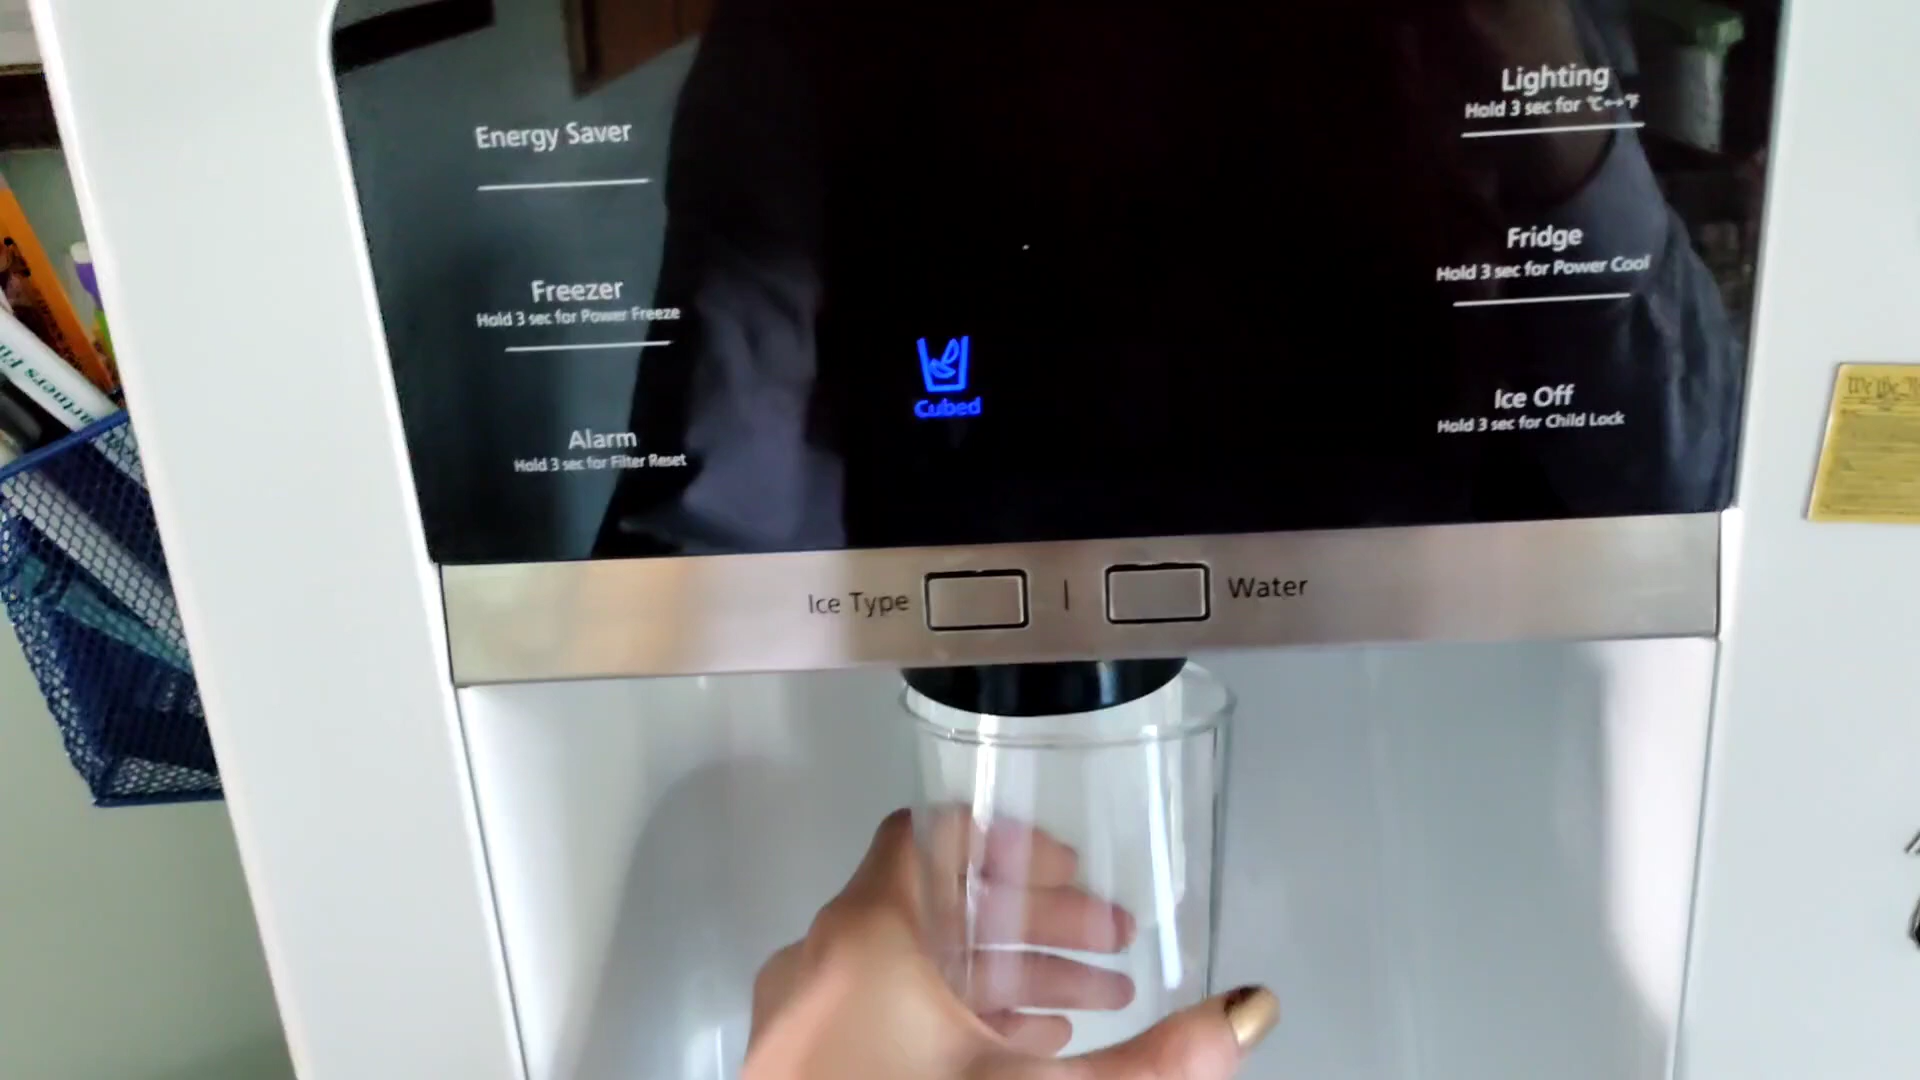 Energy Saver
Lighting
Hold 3 sec for °C↔°F
Freezer
Hold 3 sec for Power Freeze
Fridge
Hold 3 sec for Power Cool
Cubed
Alarm
Hold 3 sec for Filter Reset
Ice Off
Hold 3 sec for Child Lock
Ice Type
Water
We the